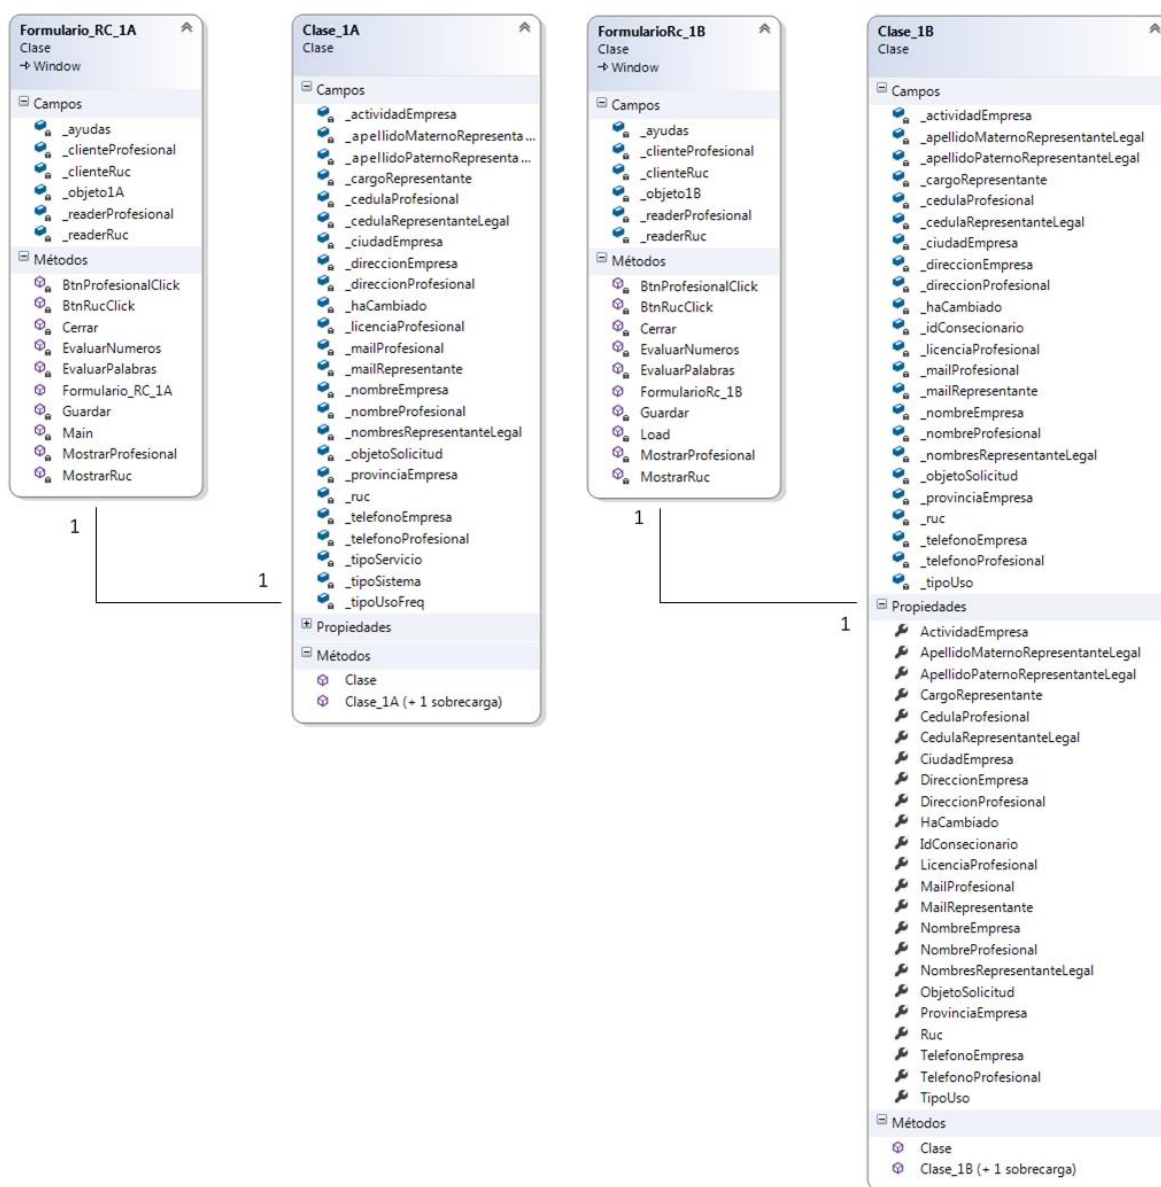 Formulario_RC_1A
Clase
Window
Campos
_ayudas
_clienteProfesional
_clienteRuc
_objeto1A
_readerProfesional
_readerRuc
Métodos
BtnProfesionalClick
BtnRucClick
Cerrar
EvaluarNumeros
EvaluarPalabras
Formulario_RC_1A
Guardar
Main
MostrarProfesional
MostrarRuc
1
1
Clase_1A
Clase
Campos
_actividadEmpresa
_apellidoMaternoRepresenta...
_apellidoPaternoRepresenta...
_cargoRepresentante
_cedulaProfesional
_cedulaRepresentanteLegal
_ciudadEmpresa
_direccionEmpresa
_direccionProfesional
_haCambiado
_licenciaProfesional
_mailProfesional
_mailRepresentante
_nombreEmpresa
_nombreProfesional
_nombresRepresentanteLegal
_objetoSolicitud
_provinciaEmpresa
_ruc
_telefonoEmpresa
_telefonoProfesional
_tipoServicio
_tipoSistema
_tipoUsoFreq
Propiedades
Métodos
Clase
Clase_1A (+ 1 sobrecarga)
FormularioRc_1B
Clase
Window
Campos
_ayudas
_clienteProfesional
_clienteRuc
_objeto1B
_readerProfesional
_readerRuc
Métodos
BtnProfesionalClick
BtnRucClick
Cerrar
EvaluarNumeros
EvaluarPalabras
FormularioRc_1B
Guardar
Load
MostrarProfesional
MostrarRuc
1
1
Clase_1B
Clase
Campos
_actividadEmpresa
_apellidoMaternoRepresentanteLegal
_apellidoPaternoRepresentanteLegal
_cargoRepresentante
_cedulaProfesional
_cedulaRepresentanteLegal
_ciudadEmpresa
_direccionEmpresa
_direccionProfesional
_haCambiado
_idConsecionario
_licenciaProfesional
_mailProfesional
_mailRepresentante
_nombreEmpresa
_nombreProfesional
_nombresRepresentanteLegal
_objetoSolicitud
_provinciaEmpresa
_ruc
_telefonoEmpresa
_telefonoProfesional
_tipoUso
Propiedades
ActividadEmpresa
ApellidoMaternoRepresentanteLegal
ApellidoPaternoRepresentanteLegal
CargoRepresentante
CedulaProfesional
CedulaRepresentanteLegal
CiudadEmpresa
DireccionEmpresa
DireccionProfesional
HaCambiado
IdConsecionario
LicenciaProfesional
MailProfesional
MailRepresentante
NombreEmpresa
NombreProfesional
NombresRepresentanteLegal
ObjetoSolicitud
ProvinciaEmpresa
Ruc
TelefonoEmpresa
TelefonoProfesional
TipoUso
Métodos
Clase
Clase_1B (+ 1 sobrecarga)